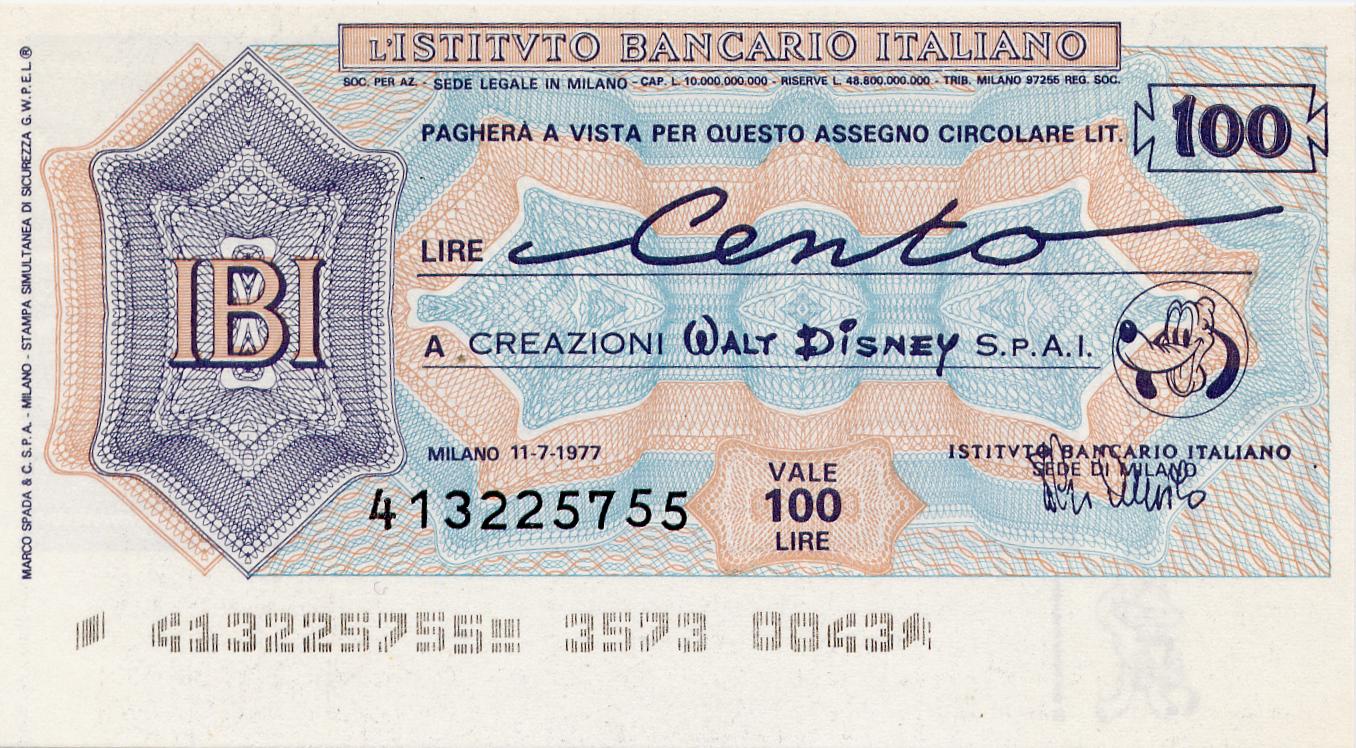 L'ISTITVTO BANCARIO ITALIANO
SOC. PER AZ. - SEDE LEGALE IN MILANO - CAP. L. 10.000.000.000 - RISERVE L. 48.800.000.000 - TRIB. MILANO 97255 REG. SOC.
PAGHERÀ A VISTA PER QUESTO ASSEGNO CIRCOLARE LIT. 100
LIRE Cento
A CREAZIONI WALT DISNEY S.P.A.I.
IBI
MILANO 11-7-1977
ISTITVTO BANCARIO ITALIANO
SEDE DI MILANO
413225755
VALE
100
LIRE
413225755 3573 0043
MARCO SPADA & C. S.P.A. - MILANO - STAMPA SIMULTANEA DI SICUREZZA G.W.P.E.L.®